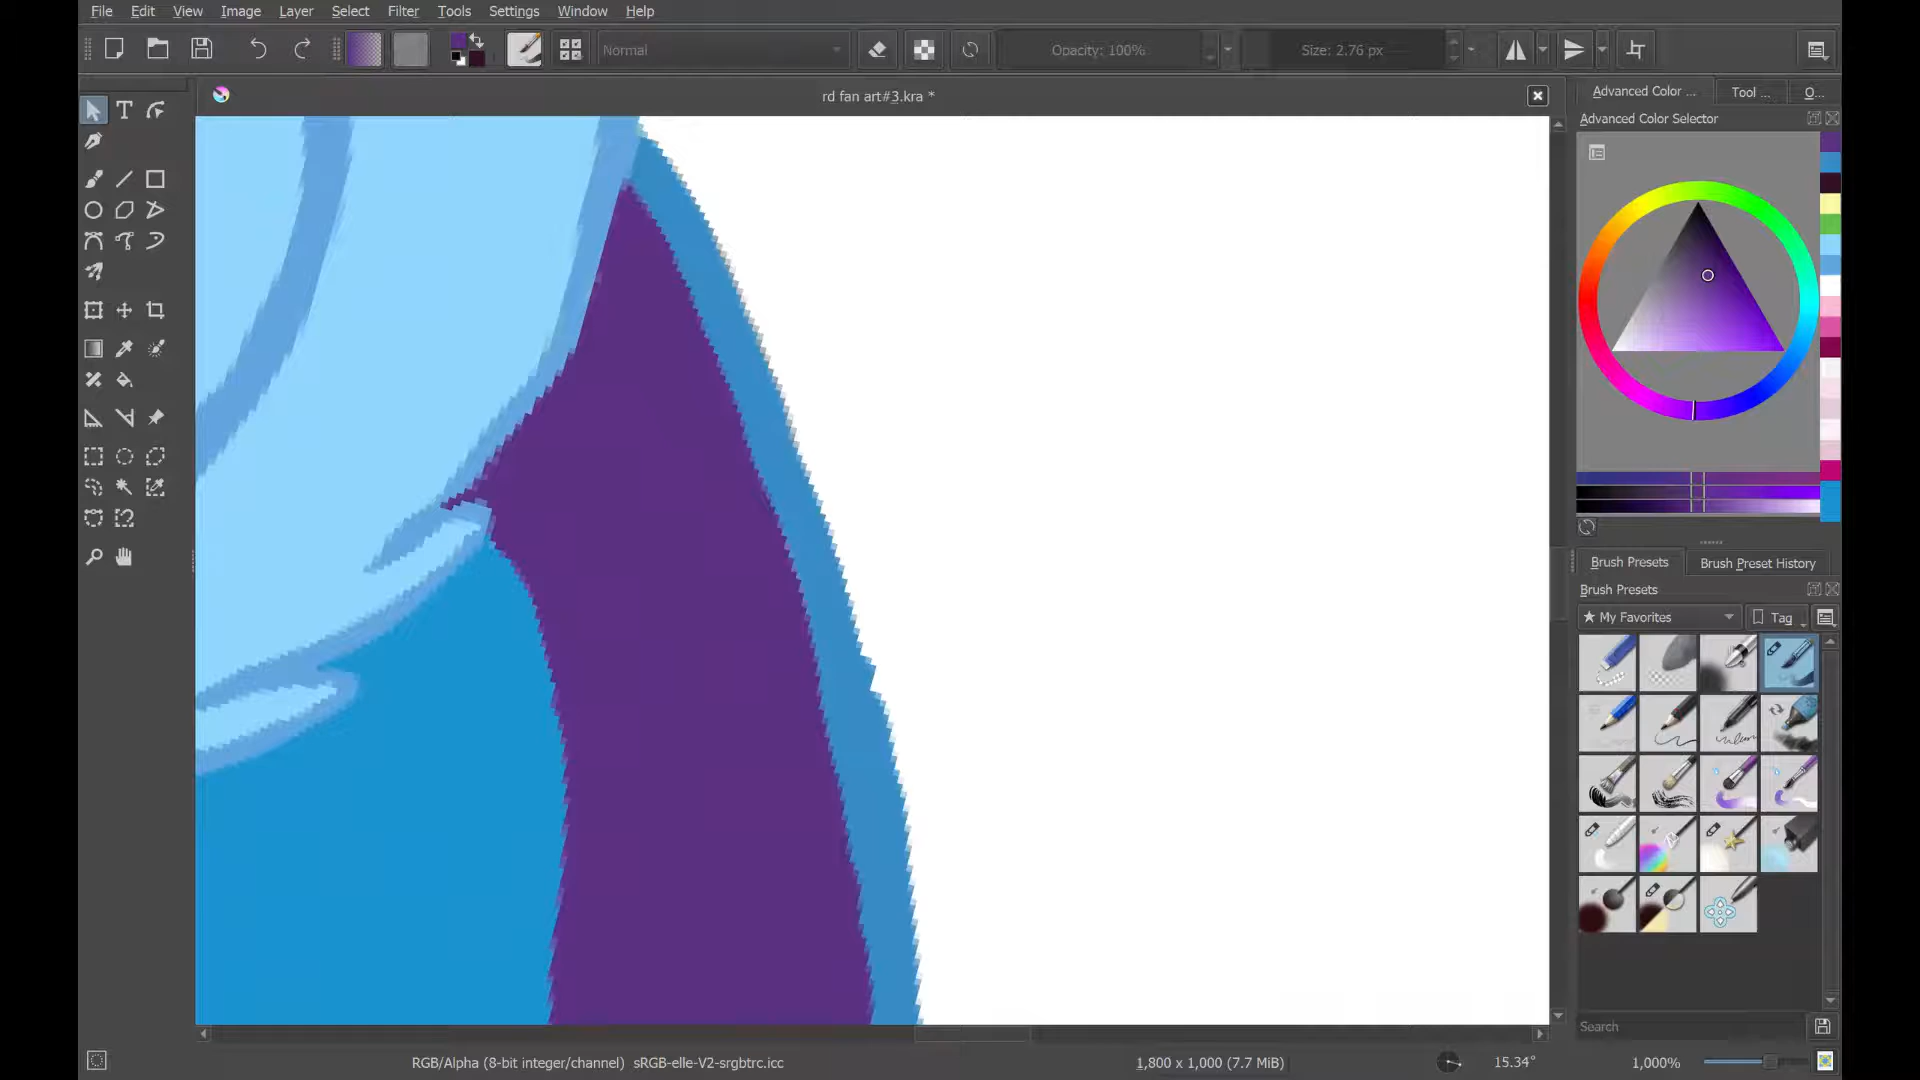 File Edit View Image Layer Select Filter Tools Settings Window Help
Normal Opacity: 100% Size: 2.76 px
rd fan art#3.kra *
Advanced Color ... Tool ... O...
Advanced Color Selector
Brush Presets Brush Preset History
Brush Presets
★ My Favorites Tag
Search
RGB/Alpha (8-bit integer/channel) sRGB-elle-V2-srgbtrc.icc 1,800 x 1,000 (7.7 MiB) 15.34° 1,000%